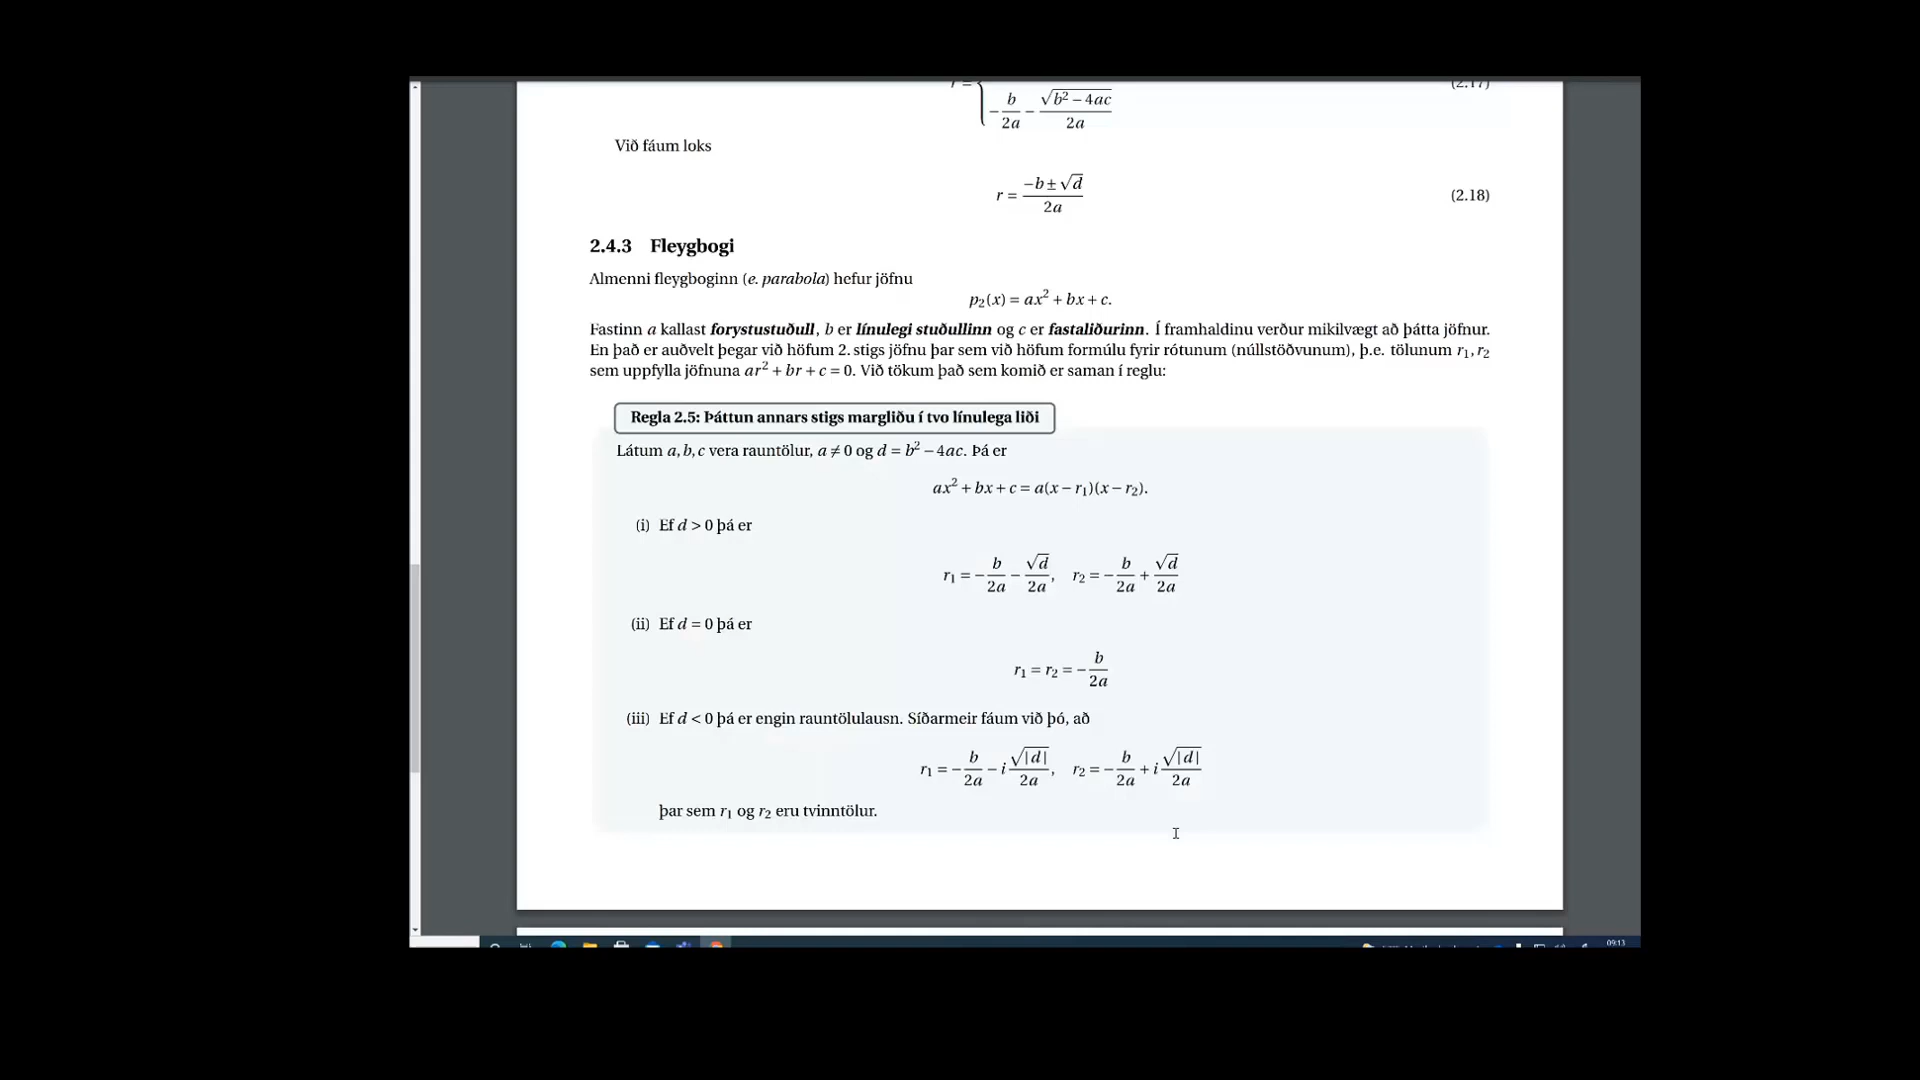 r = { −b/2a − √(b² − 4ac)/2a (2.17)
Við fáum loks
r = (−b ± √d)/2a (2.18)
2.4.3 Fleygbogi
Almenni fleygboginn (e. parabola) hefur jöfnu
p₂(x) = ax² + bx + c.
Fastinn a kallast forystustuðull, b er línulegi stuðullinn og c er fastaliðurinn. Í framhaldinu verður mikilvægt að þátta jöfnur.
En það er auðvelt þegar við höfum 2. stigs jöfnu þar sem við höfum formúlu fyrir rótunum (núllstöðvunum), þ.e. tölunum r₁, r₂
sem uppfylla jöfnuna ar² + br + c = 0. Við tökum það sem komið er saman í reglu:
Regla 2.5: Þáttun annars stigs margliðu í tvo línulega liði
Látum a, b, c vera rauntölur, a ≠ 0 og d = b² − 4ac. Þá er
ax² + bx + c = a(x − r₁)(x − r₂).
(i) Ef d > 0 þá er
r₁ = −b/2a − √d/2a, r₂ = −b/2a + √d/2a
(ii) Ef d = 0 þá er
r₁ = r₂ = −b/2a
(iii) Ef d < 0 þá er engin rauntölulausn. Síðarmeir fáum við þó, að
r₁ = −b/2a − i √|d|/2a, r₂ = −b/2a + i √|d|/2a
þar sem r₁ og r₂ eru tvinntölur.
09:13